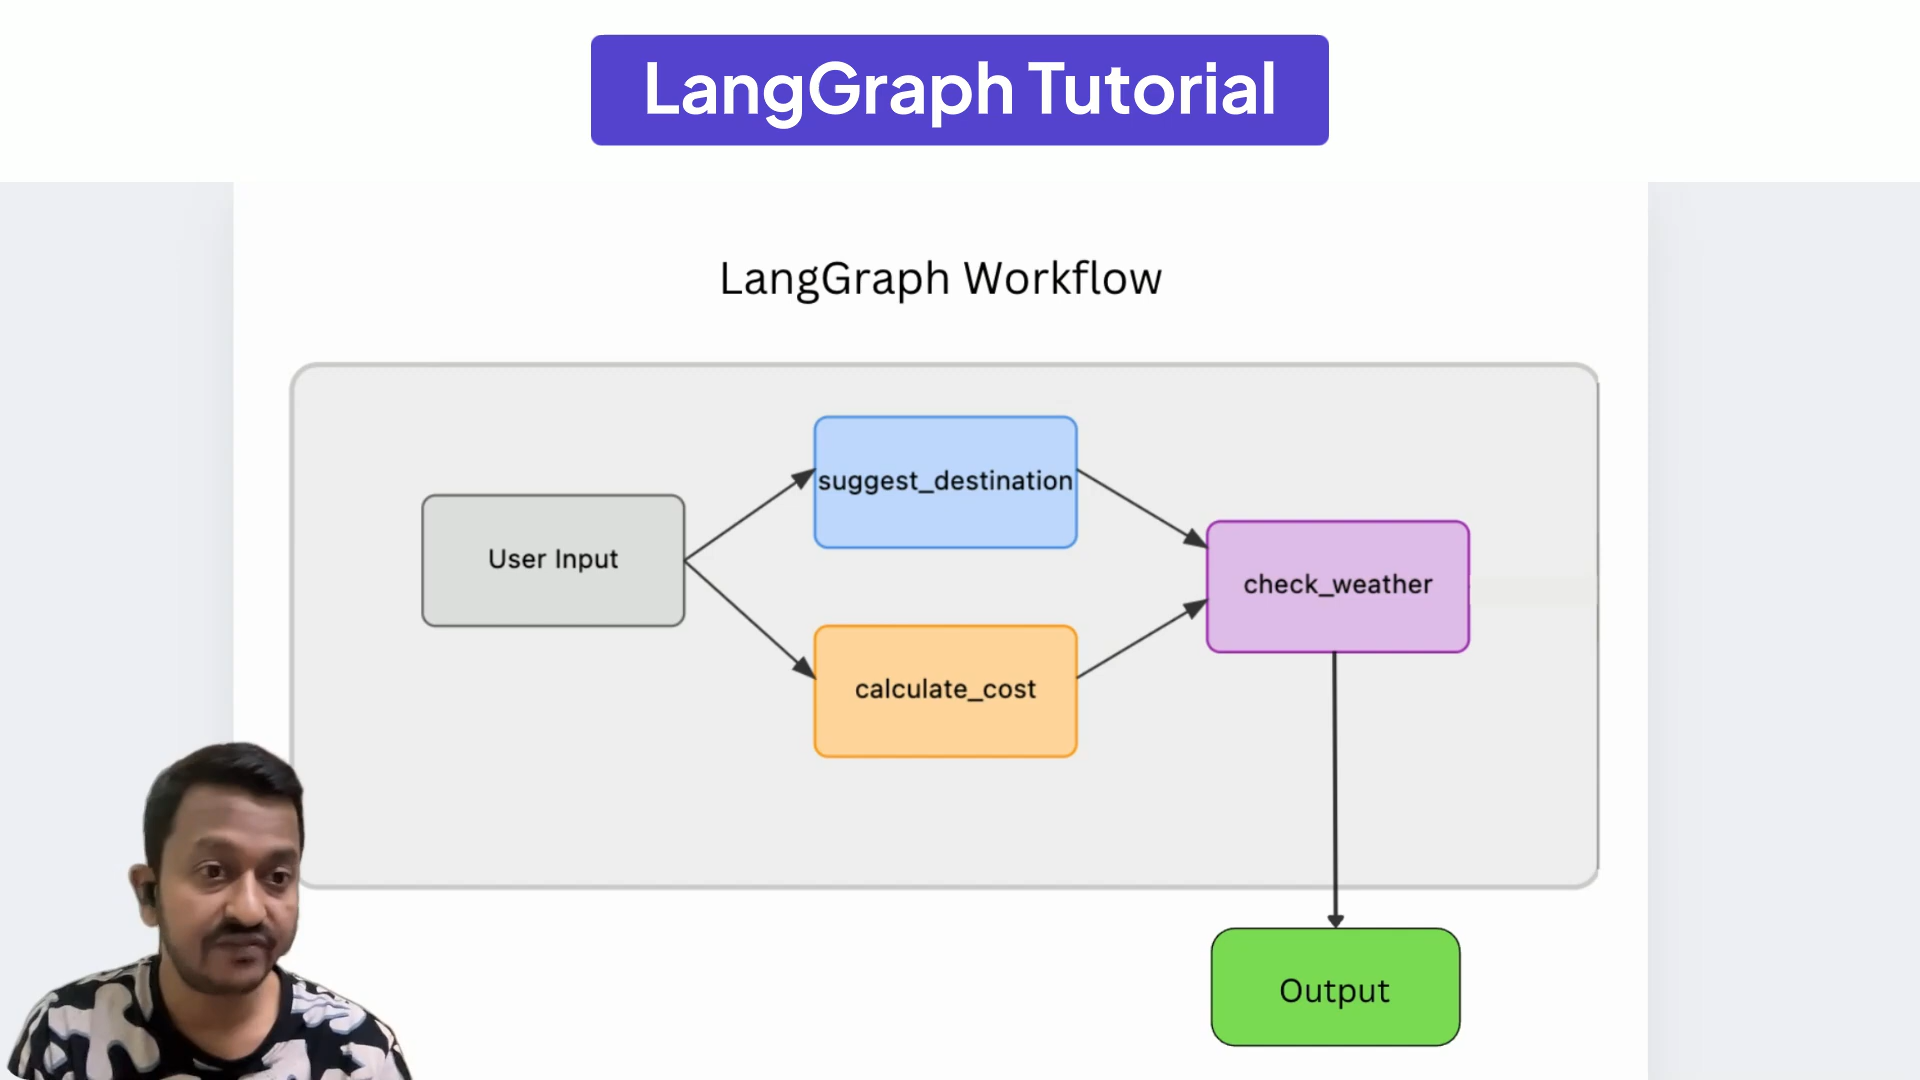 LangGraph Tutorial
LangGraph Workflow
suggest_destination
User Input
check_weather
calculate_cost
Output